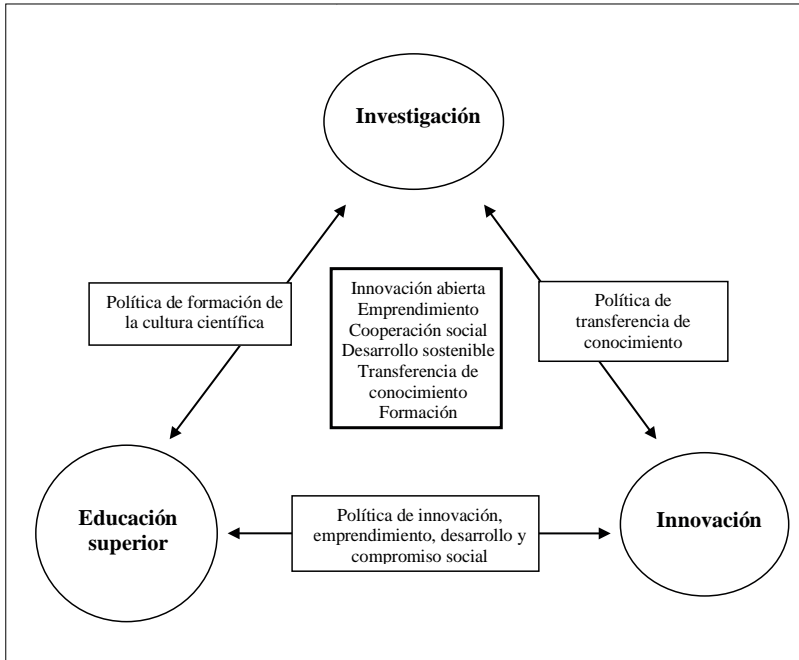 Investigación
Política de formación de
la cultura científica
Innovación abierta
Emprendimiento
Cooperación social
Desarrollo sostenible
Transferencia de
conocimiento
Formación
Política de
transferencia de
conocimiento
Educación
superior
Política de innovación,
emprendimiento, desarrollo y
compromiso social
Innovación